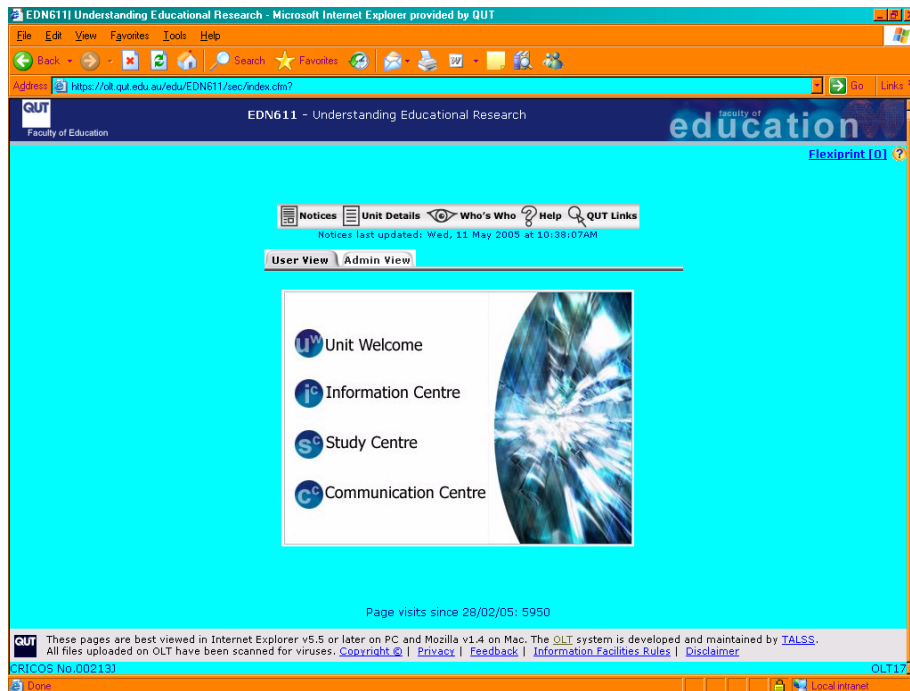 EDN611| Understanding Educational Research - Microsoft Internet Explorer provided by QUT
File Edit View Favorites Tools Help
Back Search Favorites
Address https://olt.qut.edu.au/edu/EDN611/sec/index.cfm? Go Links
QUT
Faculty of Education
EDN611 - Understanding Educational Research
faculty of
education
Flexiprint [0] ?
Notices Unit Details Who's Who Help QUT Links
Notices last updated: Wed, 11 May 2005 at 10:38:07AM
User View Admin View
uw Unit Welcome
ic Information Centre
sc Study Centre
cc Communication Centre
Page visits since 28/02/05: 5950
QUT These pages are best viewed in Internet Explorer v5.5 or later on PC and Mozilla v1.4 on Mac. The OLT system is developed and maintained by TALSS.
All files uploaded on OLT have been scanned for viruses. Copyright © | Privacy | Feedback | Information Facilities Rules | Disclaimer
CRICOS No.00213J OLT17
Done Local intranet